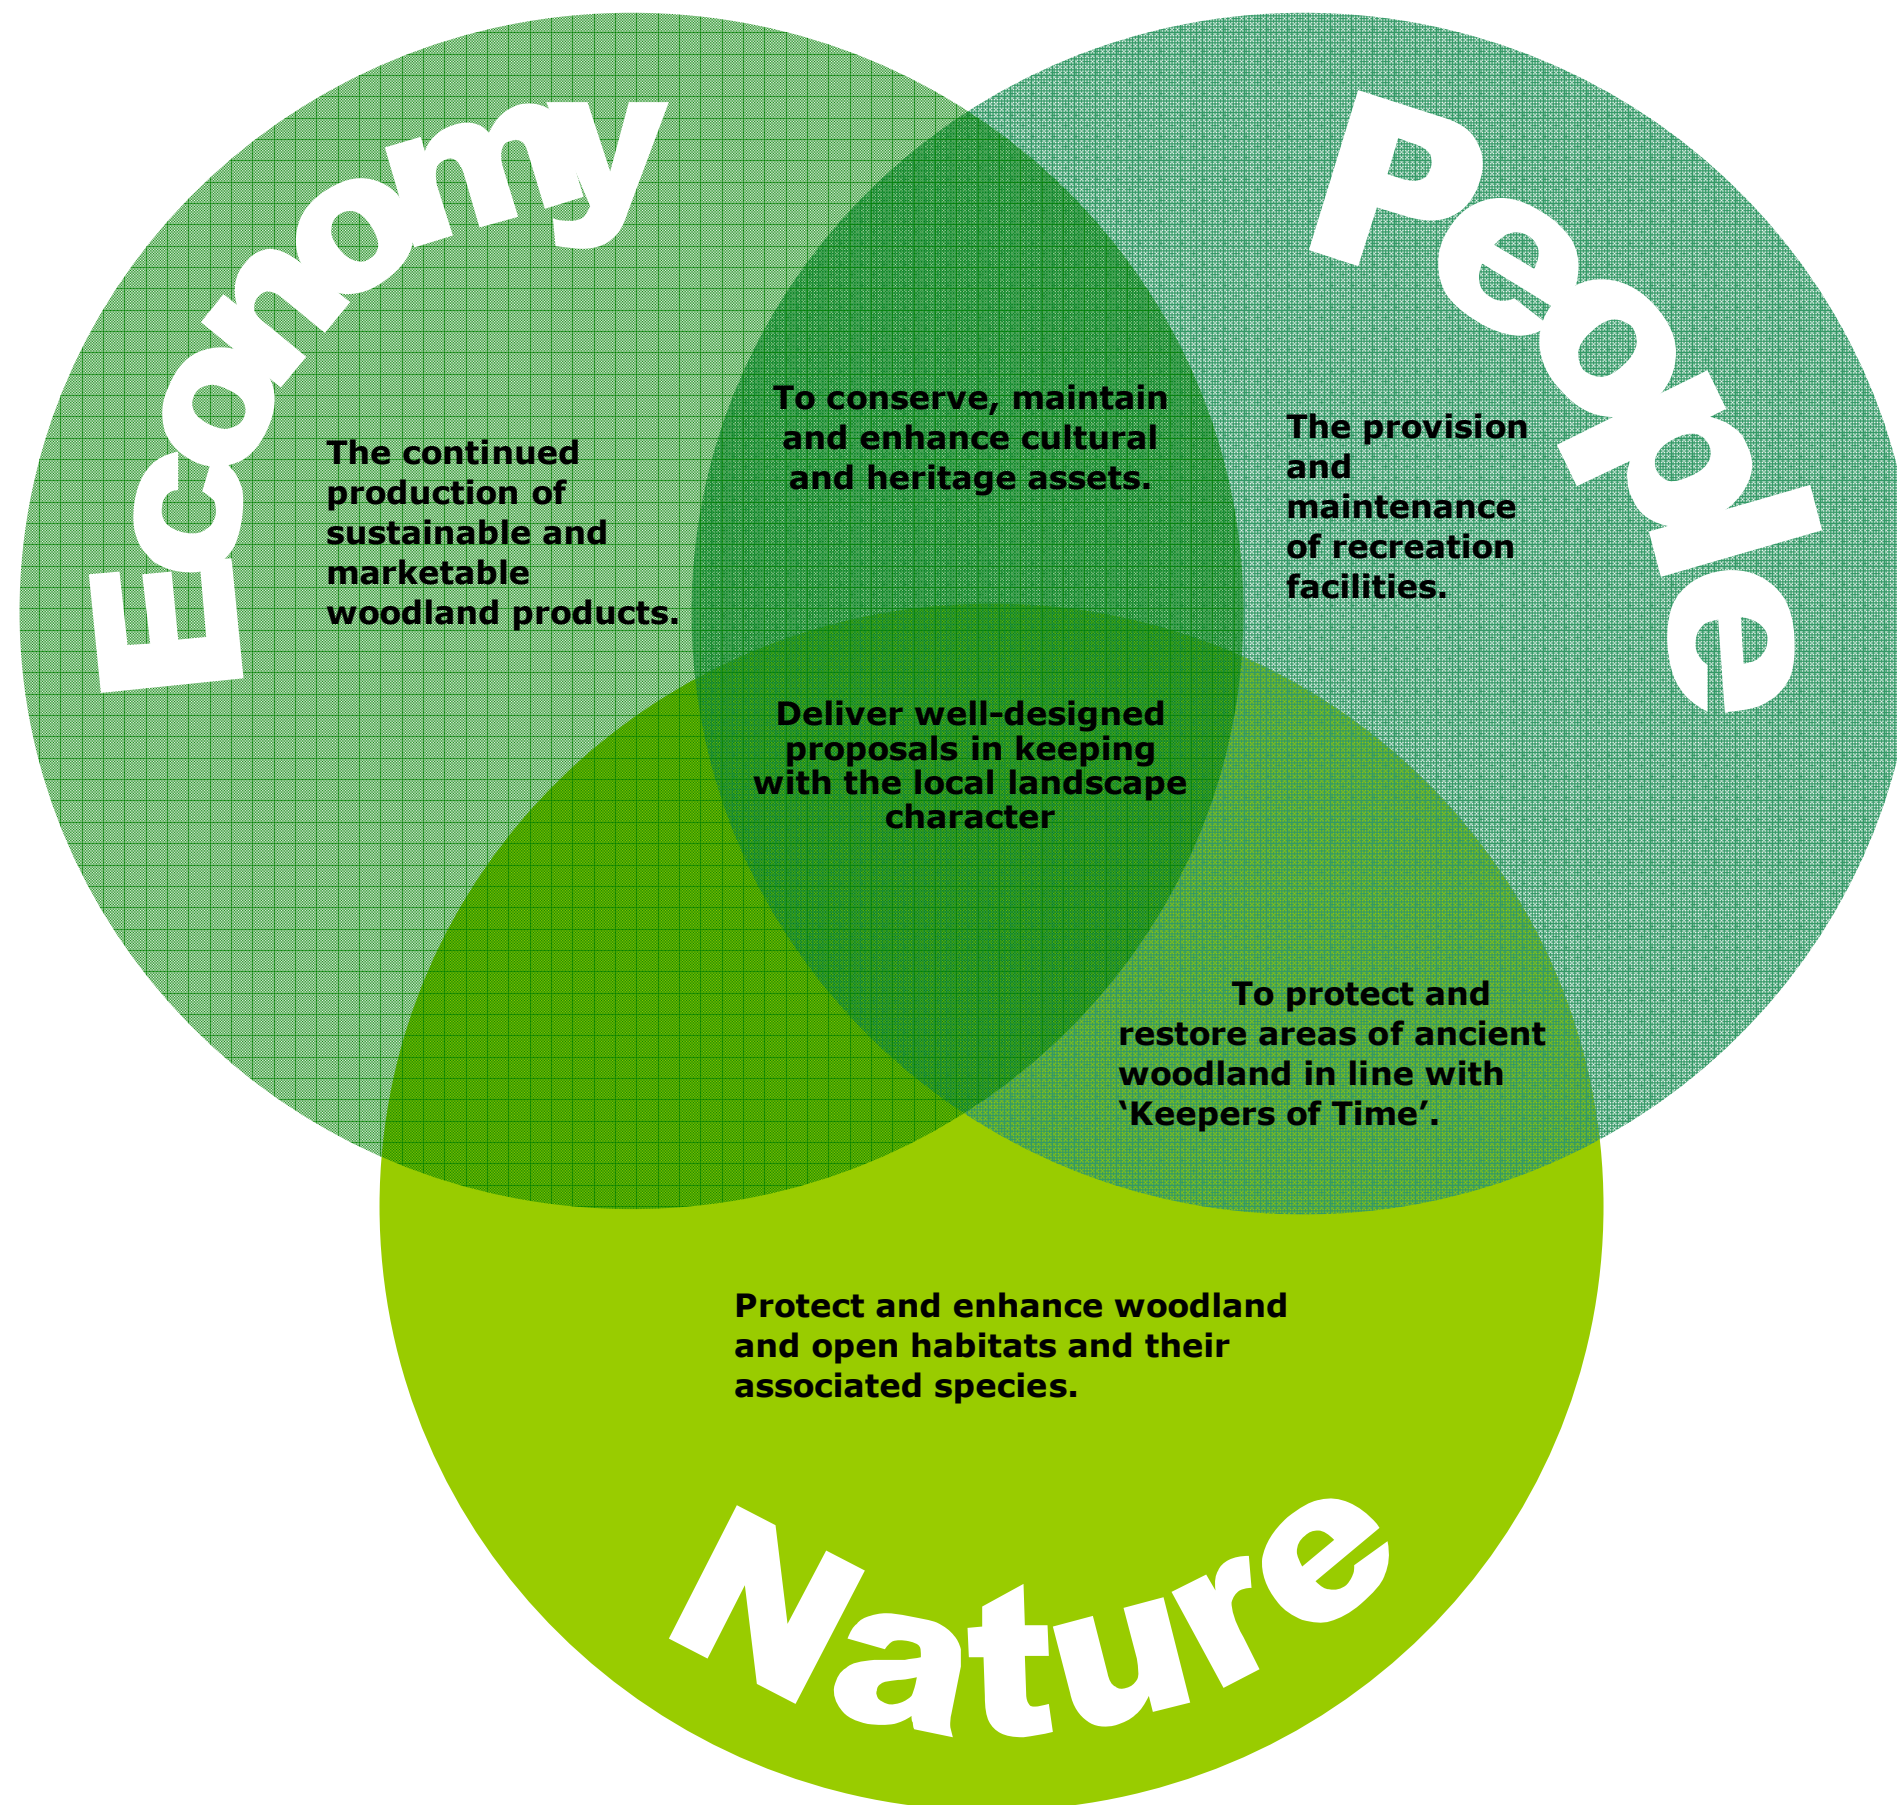 Economy
People
The continued
production of
sustainable and
marketable
woodland products.
To conserve, maintain
and enhance cultural
and heritage assets.
The provision
and
maintenance
of recreation
facilities.
Deliver well-designed
proposals in keeping
with the local landscape
character
To protect and
restore areas of ancient
woodland in line with
‘Keepers of Time’.
Protect and enhance woodland
and open habitats and their
associated species.
Nature